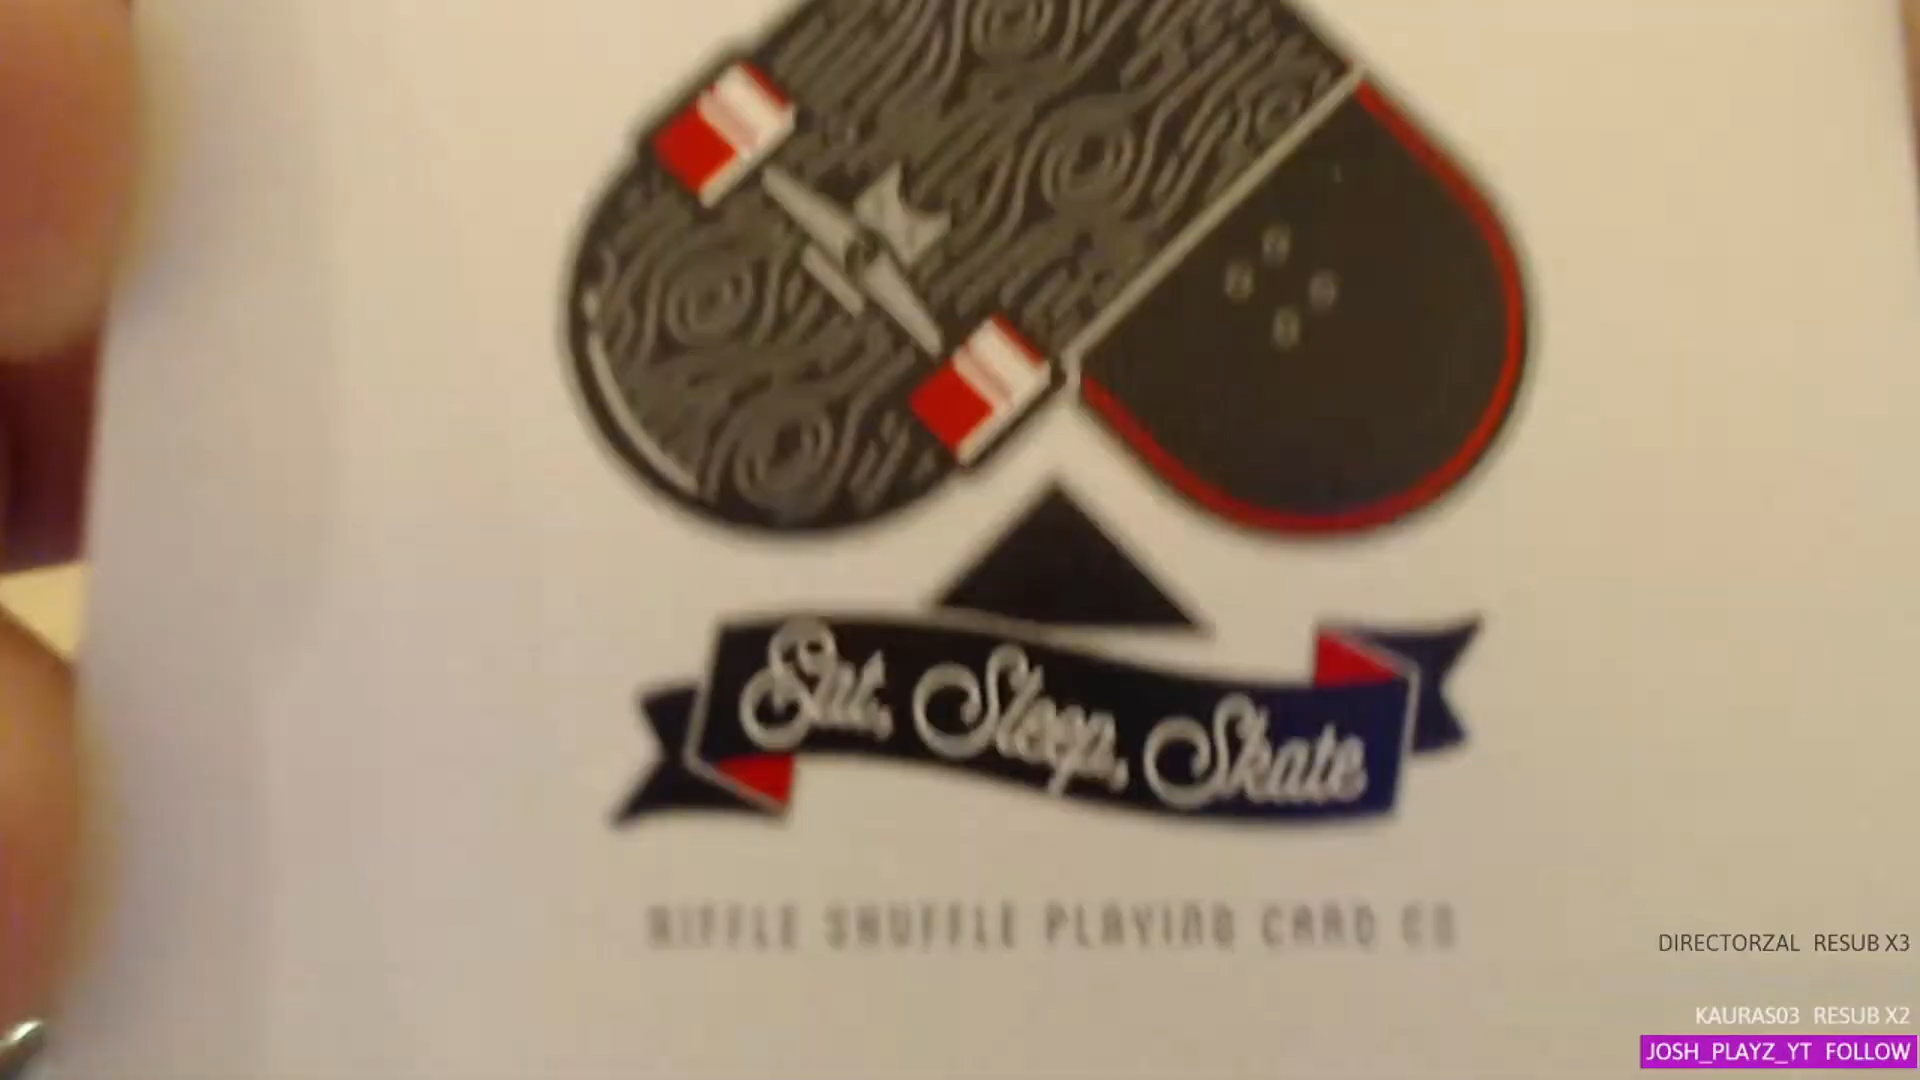 Eat, Sleep, Skate
RIFFLE SHUFFLE PLAYING CARD CO
DIRECTORZAL RESUB X3
KAURAS03 RESUB X2
JOSH_PLAYZ_YT FOLLOW